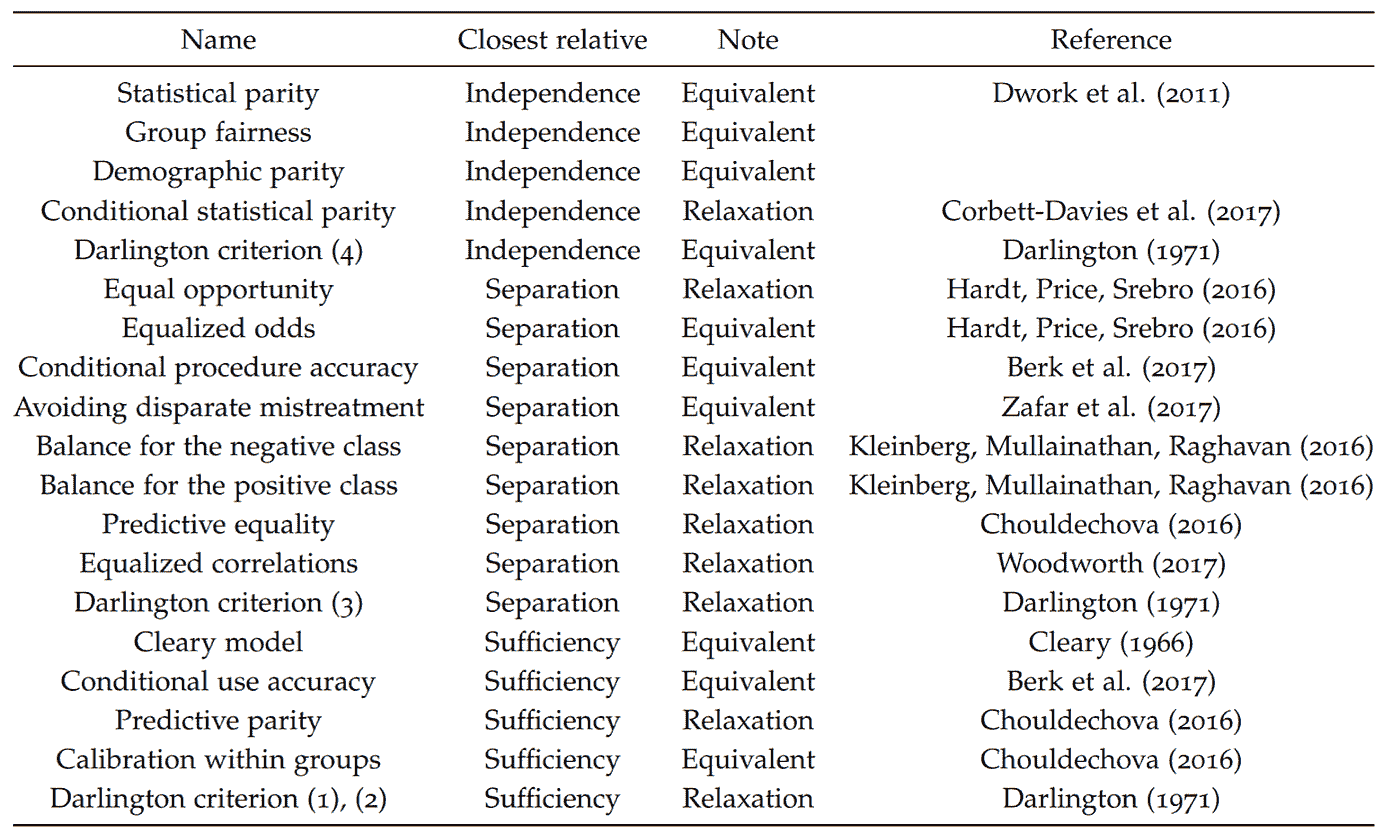 Name Closest relative Note Reference
Statistical parity Independence Equivalent Dwork et al. (2011)
Group fairness Independence Equivalent
Demographic parity Independence Equivalent
Conditional statistical parity Independence Relaxation Corbett-Davies et al. (2017)
Darlington criterion (4) Independence Equivalent Darlington (1971)
Equal opportunity Separation Relaxation Hardt, Price, Srebro (2016)
Equalized odds Separation Equivalent Hardt, Price, Srebro (2016)
Conditional procedure accuracy Separation Equivalent Berk et al. (2017)
Avoiding disparate mistreatment Separation Equivalent Zafar et al. (2017)
Balance for the negative class Separation Relaxation Kleinberg, Mullainathan, Raghavan (2016)
Balance for the positive class Separation Relaxation Kleinberg, Mullainathan, Raghavan (2016)
Predictive equality Separation Relaxation Chouldechova (2016)
Equalized correlations Separation Relaxation Woodworth (2017)
Darlington criterion (3) Separation Relaxation Darlington (1971)
Cleary model Sufficiency Equivalent Cleary (1966)
Conditional use accuracy Sufficiency Equivalent Berk et al. (2017)
Predictive parity Sufficiency Relaxation Chouldechova (2016)
Calibration within groups Sufficiency Equivalent Chouldechova (2016)
Darlington criterion (1), (2) Sufficiency Relaxation Darlington (1971)